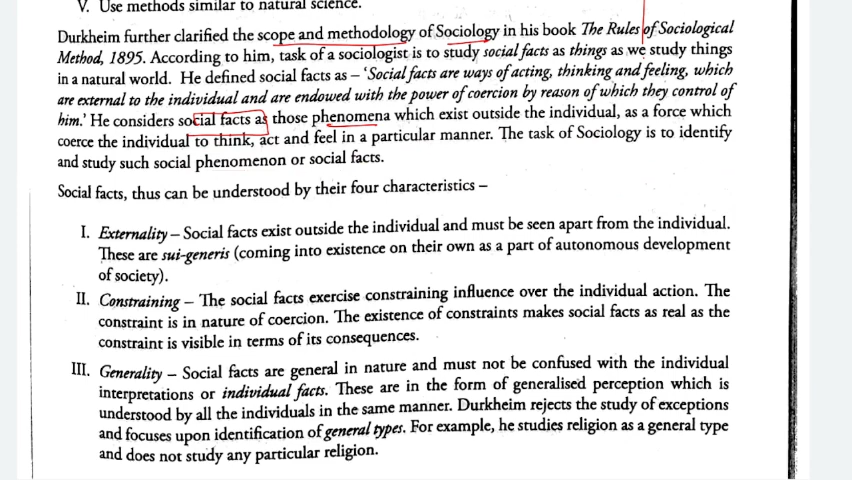 V. Use methods similar to natural science.
Durkheim further clarified the scope and methodology of Sociology in his book The Rules of Sociological
Method, 1895. According to him, task of a sociologist is to study social facts as things as we study things
in a natural world. He defined social facts as – 'Social facts are ways of acting, thinking and feeling, which
are external to the individual and are endowed with the power of coercion by reason of which they control of
him.' He considers social facts as those phenomena which exist outside the individual, as a force which
coerce the individual to think, act and feel in a particular manner. The task of Sociology is to identify
and study such social phenomenon or social facts.
Social facts, thus can be understood by their four characteristics –
I. Externality – Social facts exist outside the individual and must be seen apart from the individual.
These are sui-generis (coming into existence on their own as a part of autonomous development
of society).
II. Constraining – The social facts exercise constraining influence over the individual action. The
constraint is in nature of coercion. The existence of constraints makes social facts as real as the
constraint is visible in terms of its consequences.
III. Generality – Social facts are general in nature and must not be confused with the individual
interpretations or individual facts. These are in the form of generalised perception which is
understood by all the individuals in the same manner. Durkheim rejects the study of exceptions
and focuses upon identification of general types. For example, he studies religion as a general type
and does not study any particular religion.